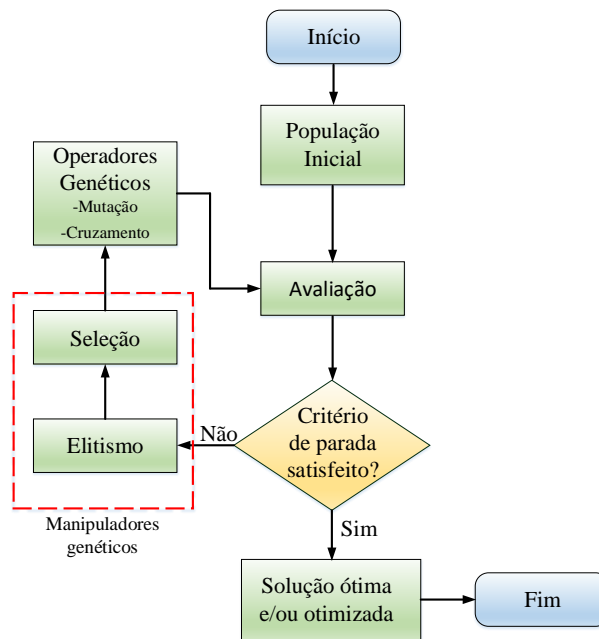 Início
População
Inicial
Operadores
Genéticos
-Mutação
-Cruzamento
Avaliação
Seleção
Critério
de parada
satisfeito?
Não
Elitismo
Manipuladores
genéticos
Sim
Solução ótima
e/ou otimizada
Fim